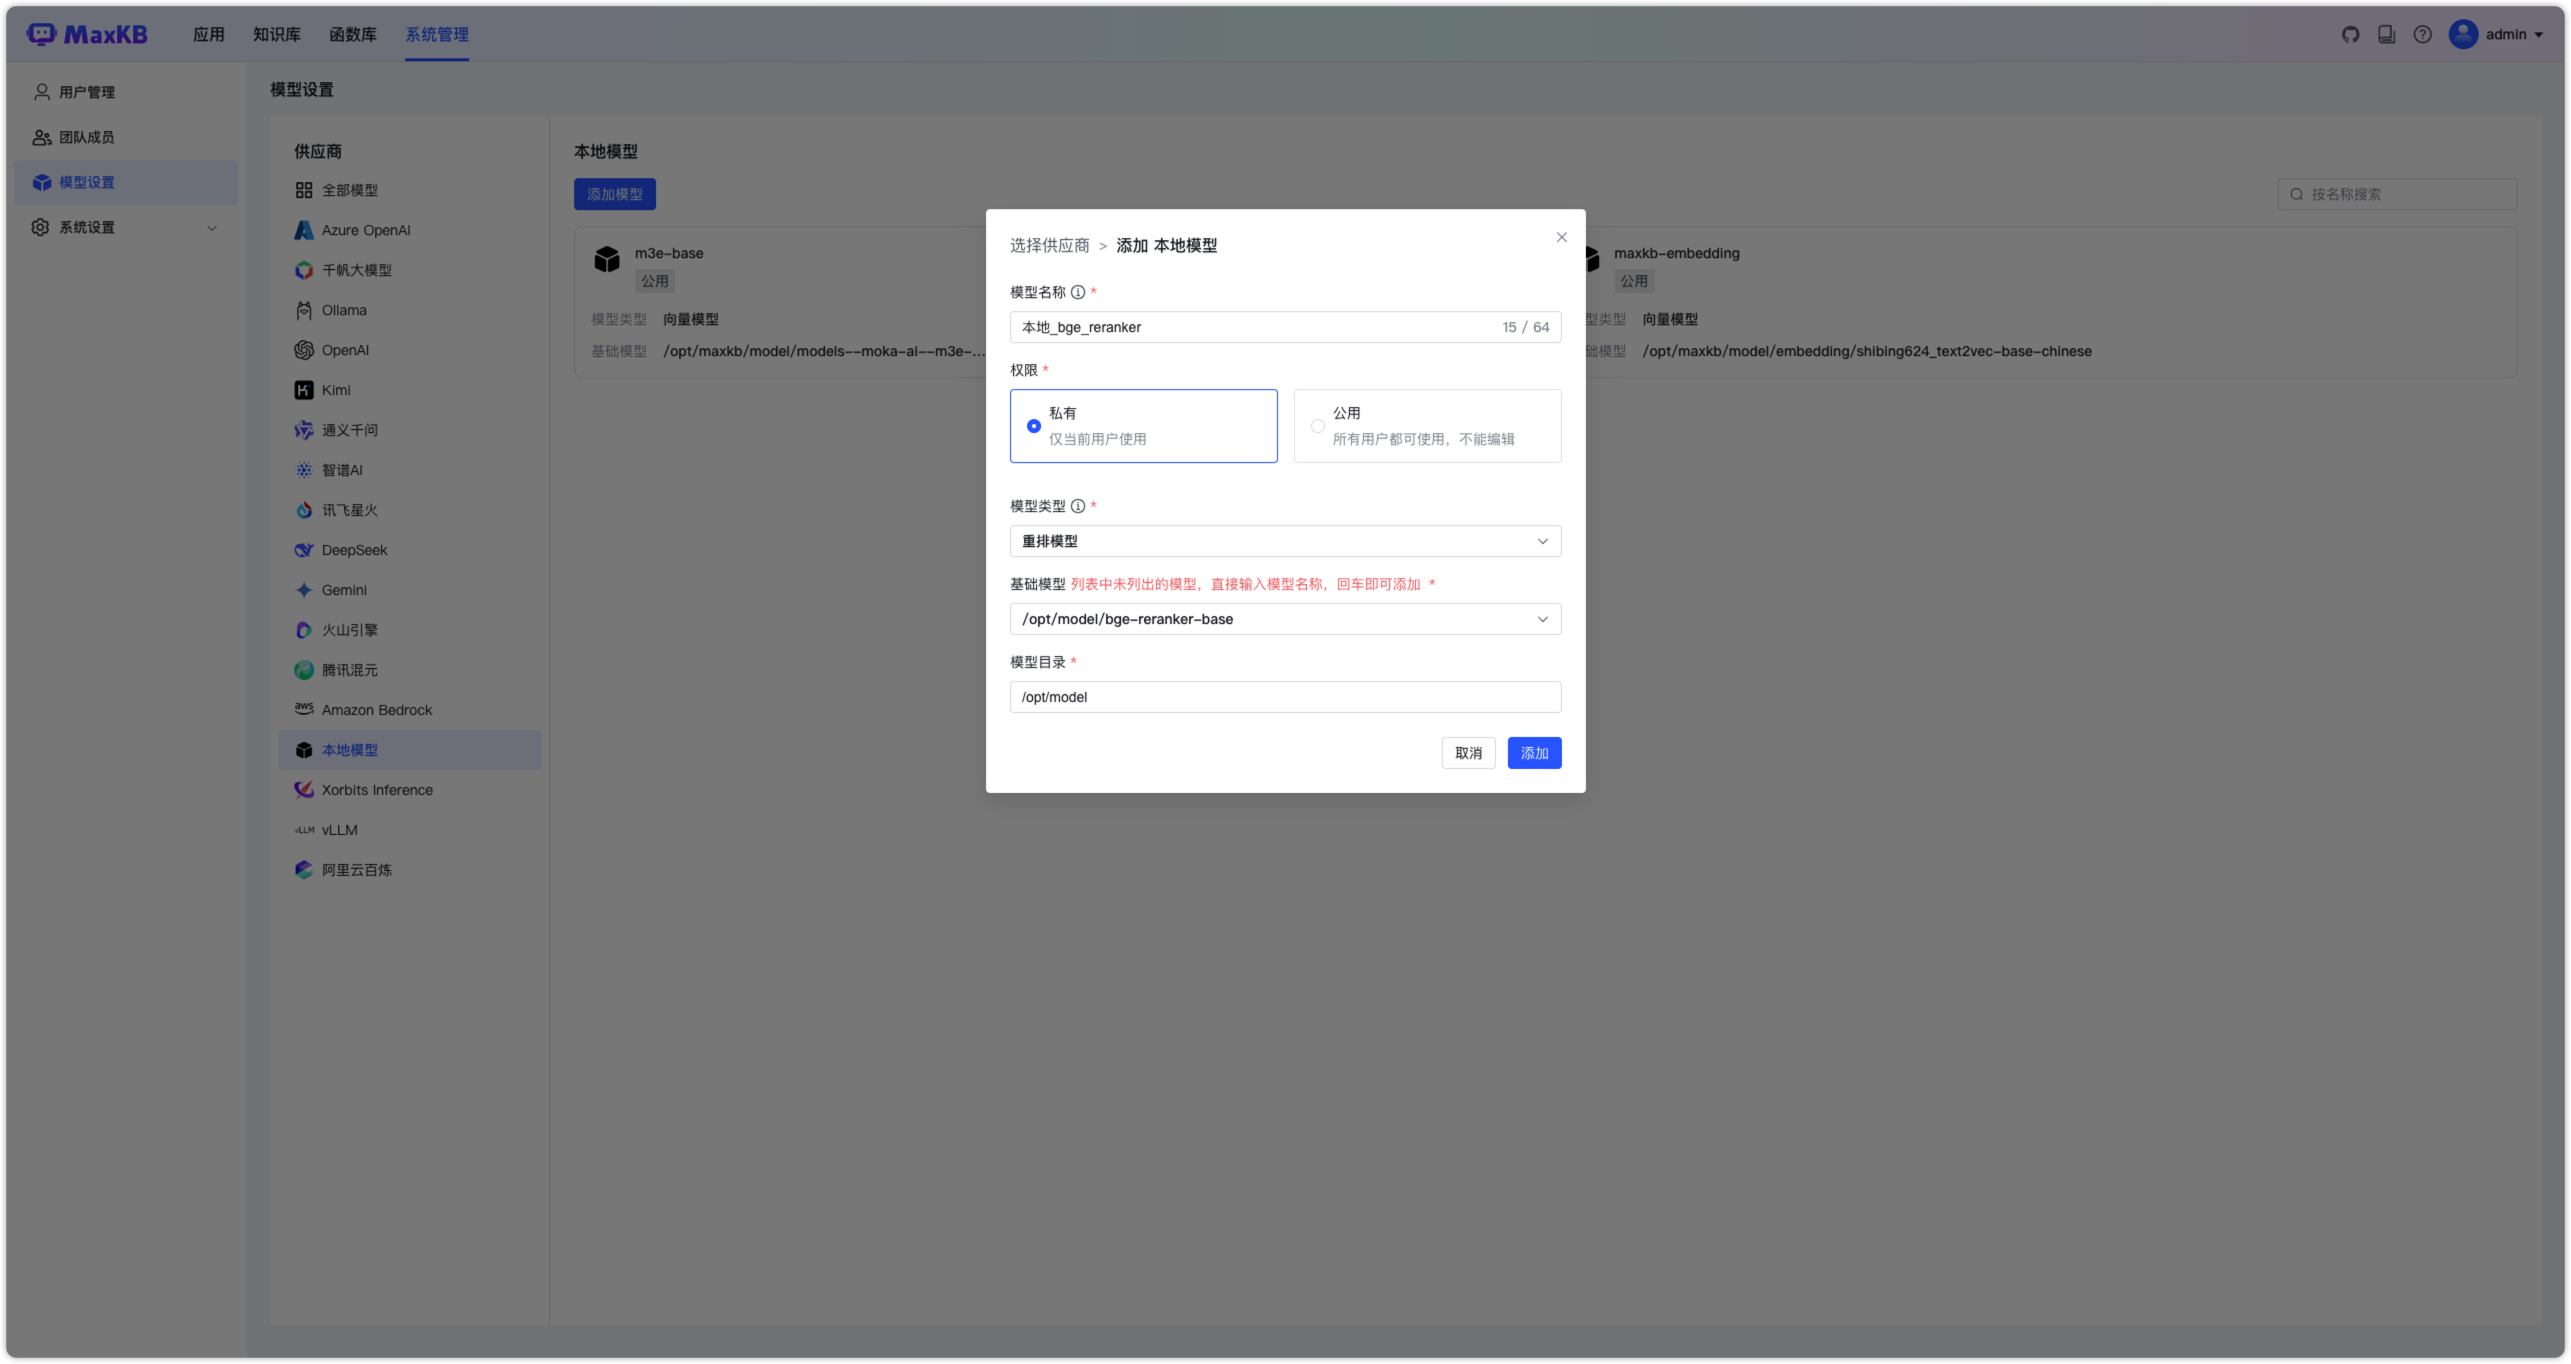 MaxKB
应用 知识库 函数库 系统管理
admin
用户管理
团队成员
模型设置
系统设置
模型设置
供应商
全部模型
Azure OpenAI
千帆大模型
Ollama
OpenAI
Kimi
通义千问
智谱AI
讯飞星火
DeepSeek
Gemini
火山引擎
腾讯混元
aws Amazon Bedrock
本地模型
Xorbits Inference
vLLM vLLM
阿里云百炼
本地模型
添加模型
按名称搜索
m3e-base
公用
模型类型 向量模型
基础模型 /opt/maxkb/model/models--moka-ai--m3e-...
maxkb-embedding
公用
型类型 向量模型
础模型 /opt/maxkb/model/embedding/shibing624_text2vec-base-chinese
选择供应商 > 添加 本地模型
模型名称 *
本地_bge_reranker 15 / 64
权限 *
私有
仅当前用户使用
公用
所有用户都可使用，不能编辑
模型类型 *
重排模型
基础模型 列表中未列出的模型，直接输入模型名称，回车即可添加 *
/opt/model/bge-reranker-base
模型目录 *
/opt/model
取消 添加